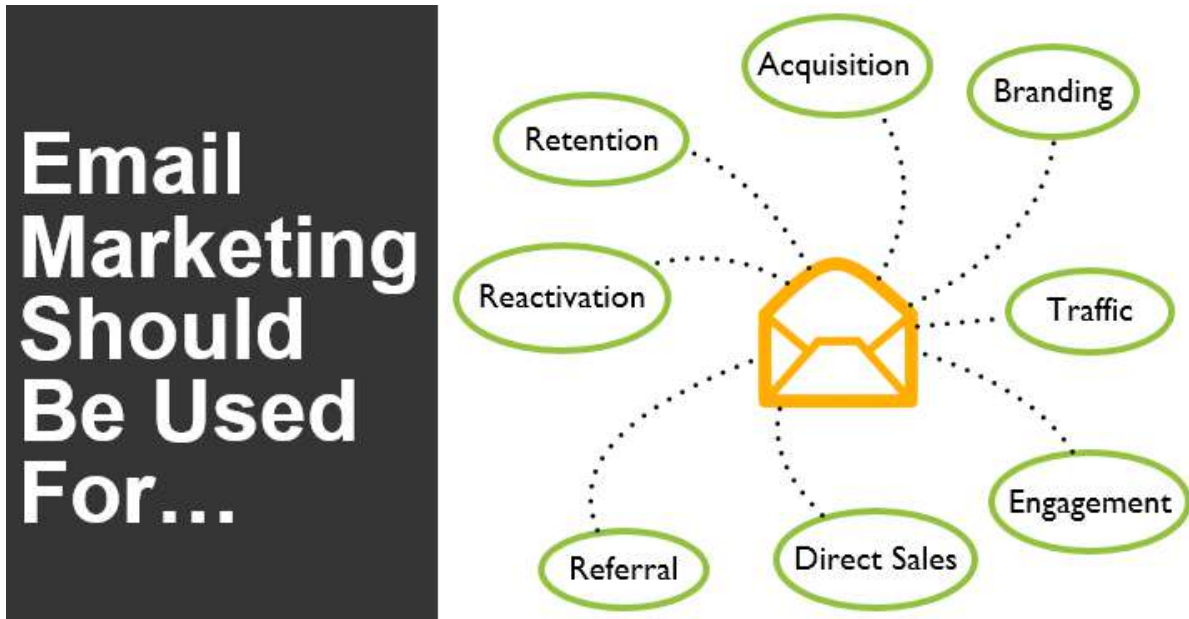 Email
Marketing
Should
Be Used
For...
Acquisition
Branding
Retention
Reactivation
Traffic
Engagement
Direct Sales
Referral